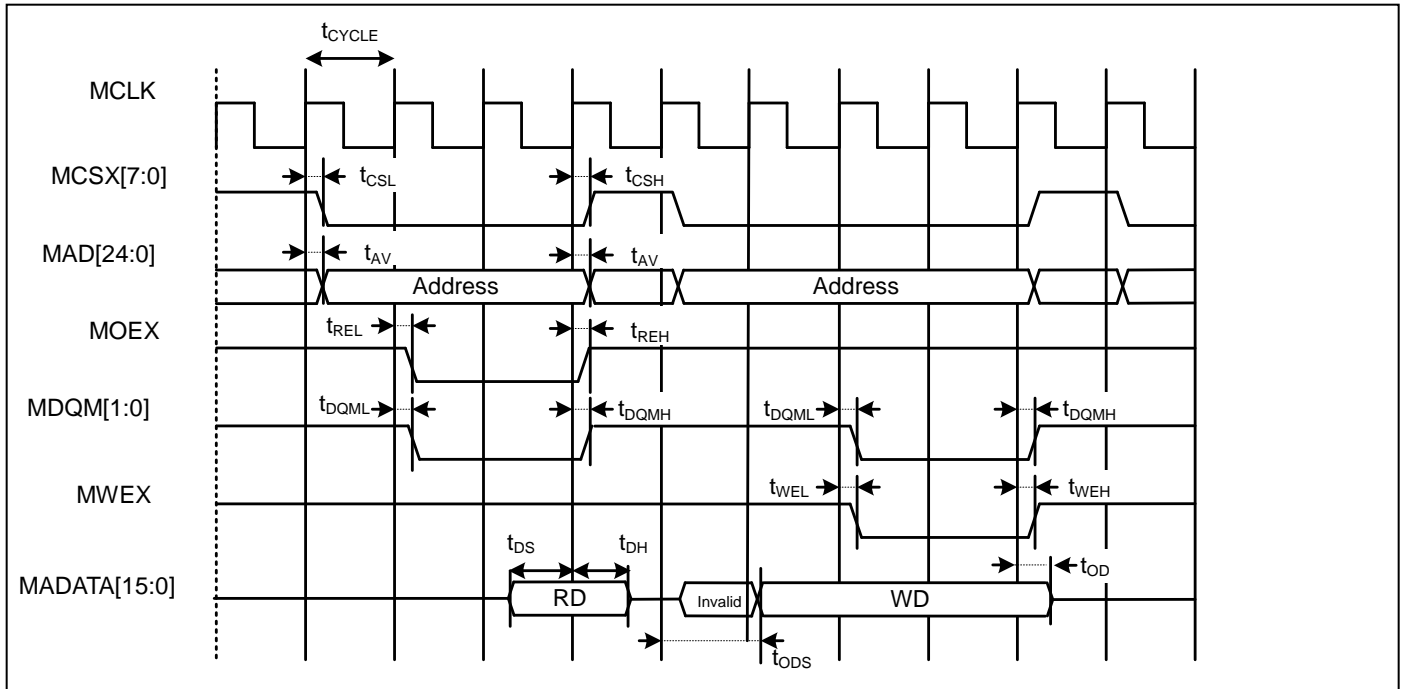 tCYCLE
MCLK
MCSX[7:0]
tCSL
tCSH
MAD[24:0]
tAV
tAV
Address
Address
MOEX
tREL
tREH
MDQM[1:0]
tDQML
tDQMH
tDQML
tDQMH
MWEX
tWEL
tWEH
tDS
tDH
MADATA[15:0]
tOD
RD
Invalid
WD
tODS